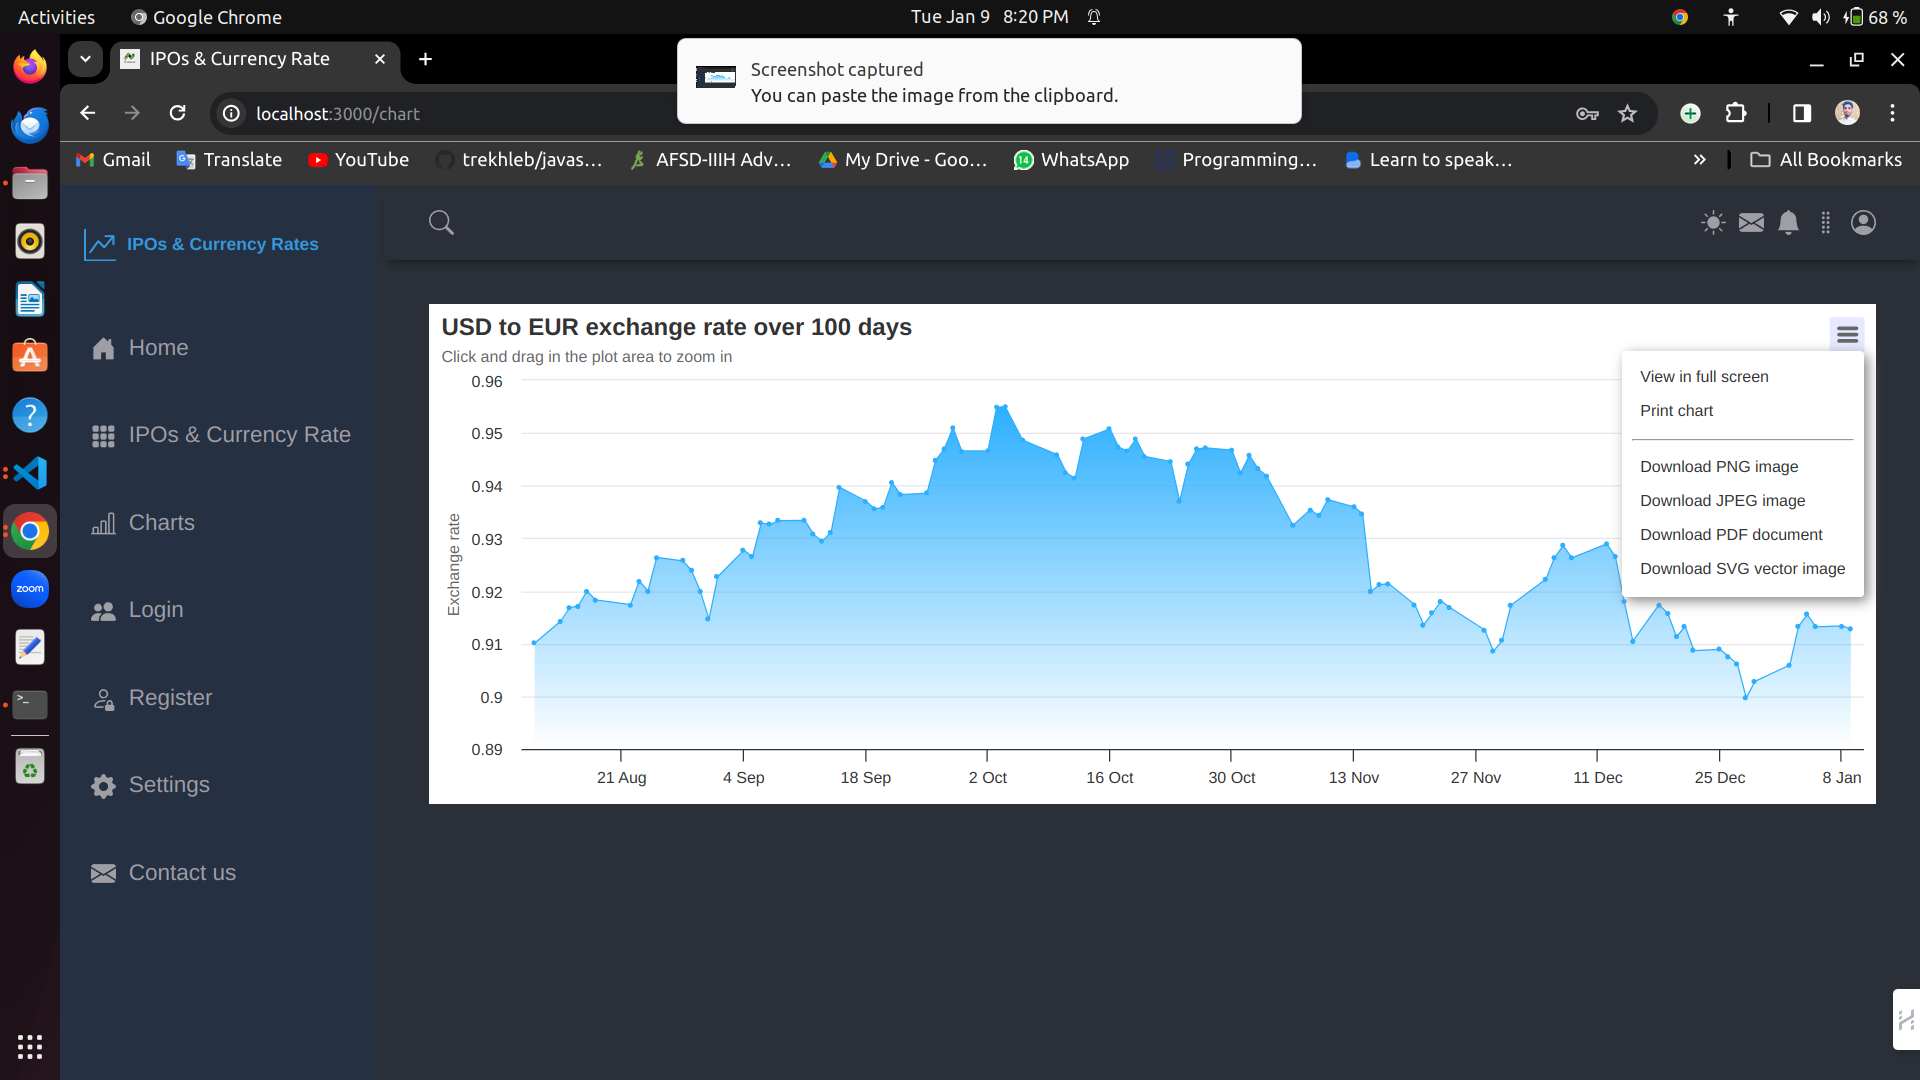 Activities
Google Chrome
Tue Jan 9 8:20 PM
68 %
IPOs & Currency Rate
Screenshot captured
You can paste the image from the clipboard.
localhost:3000/chart
Gmail
Translate
YouTube
trekhleb/javas...
AFSD-IIIH Adv...
My Drive - Goo...
14
WhatsApp
Programming...
Learn to speak...
All Bookmarks
IPOs & Currency Rates
Home
IPOs & Currency Rate
Charts
Login
Register
Settings
Contact us
zoom
USD to EUR exchange rate over 100 days
Click and drag in the plot area to zoom in
View in full screen
Print chart
Download PNG image
Download JPEG image
Download PDF document
Download SVG vector image
Exchange rate
0.96
0.95
0.94
0.93
0.92
0.91
0.9
0.89
21 Aug
4 Sep
18 Sep
2 Oct
16 Oct
30 Oct
13 Nov
27 Nov
11 Dec
25 Dec
8 Jan